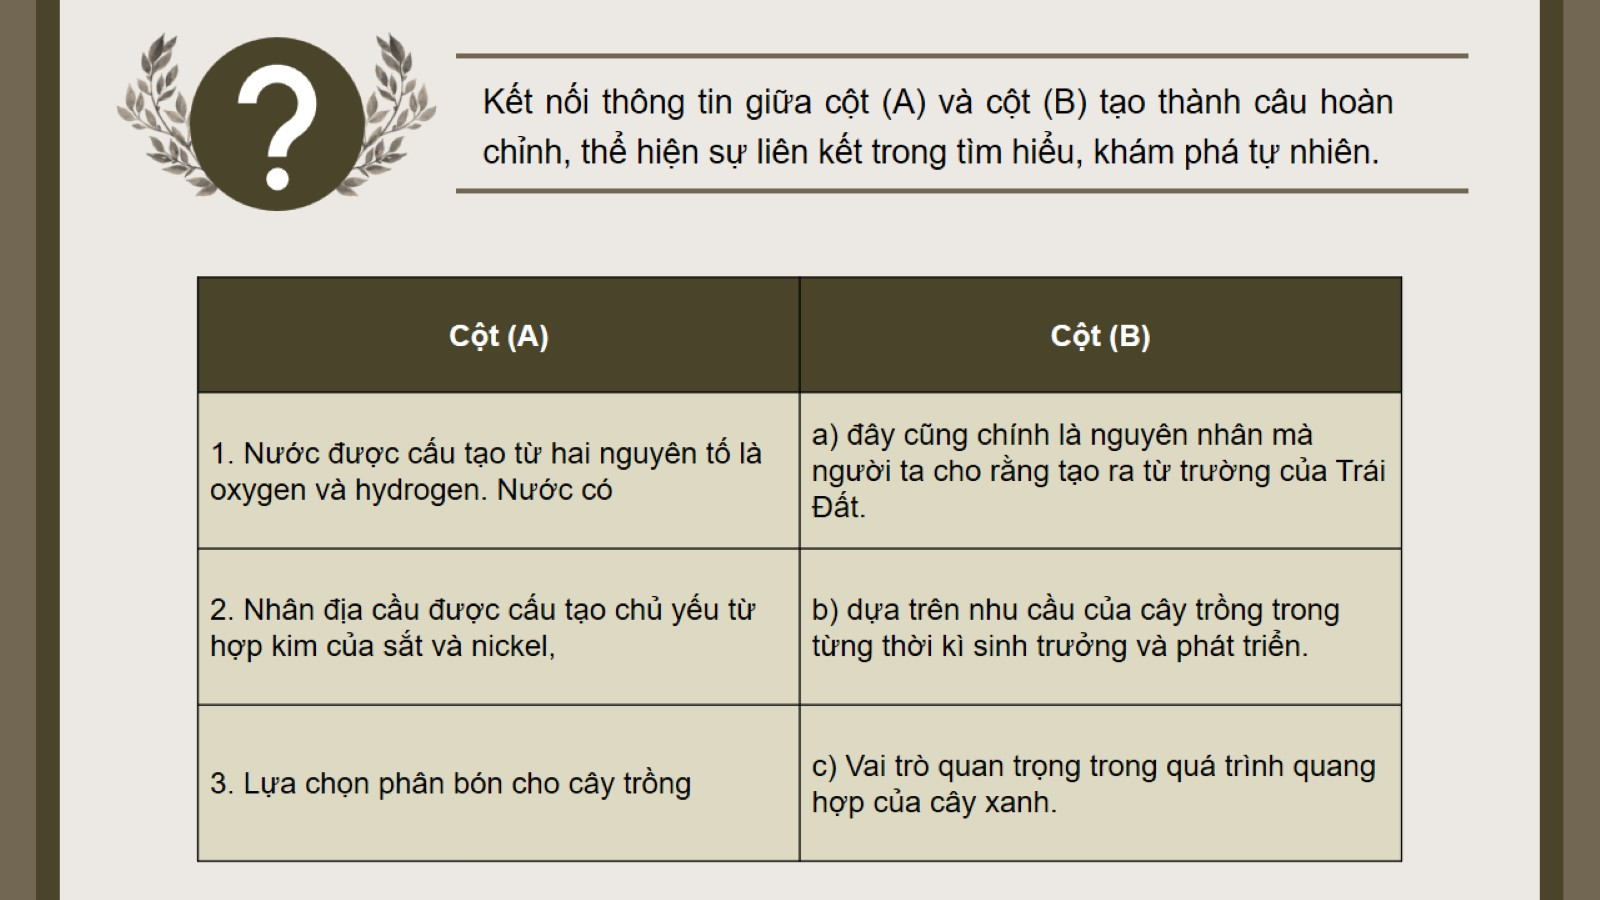 ?
Kết nối thông tin giữa cột (A) và cột (B) tạo thành câu hoàn
chỉnh, thể hiện sự liên kết trong tìm hiểu, khám phá tự nhiên.
Cột (A)
Cột (B)
1. Nước được cấu tạo từ hai nguyên tố là
oxygen và hydrogen. Nước có
a) đây cũng chính là nguyên nhân mà
người ta cho rằng tạo ra từ trường của Trái
Đất.
2. Nhân địa cầu được cấu tạo chủ yếu từ
hợp kim của sắt và nickel,
b) dựa trên nhu cầu của cây trồng trong
từng thời kì sinh trưởng và phát triển.
3. Lựa chọn phân bón cho cây trồng
c) Vai trò quan trọng trong quá trình quang
hợp của cây xanh.